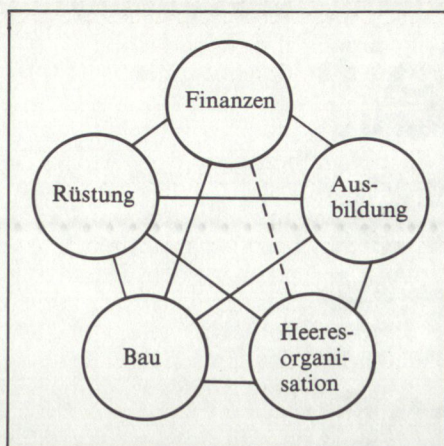 Finanzen
Rüstung
Aus-
bildung
Bau
Heeres-
organi-
sation